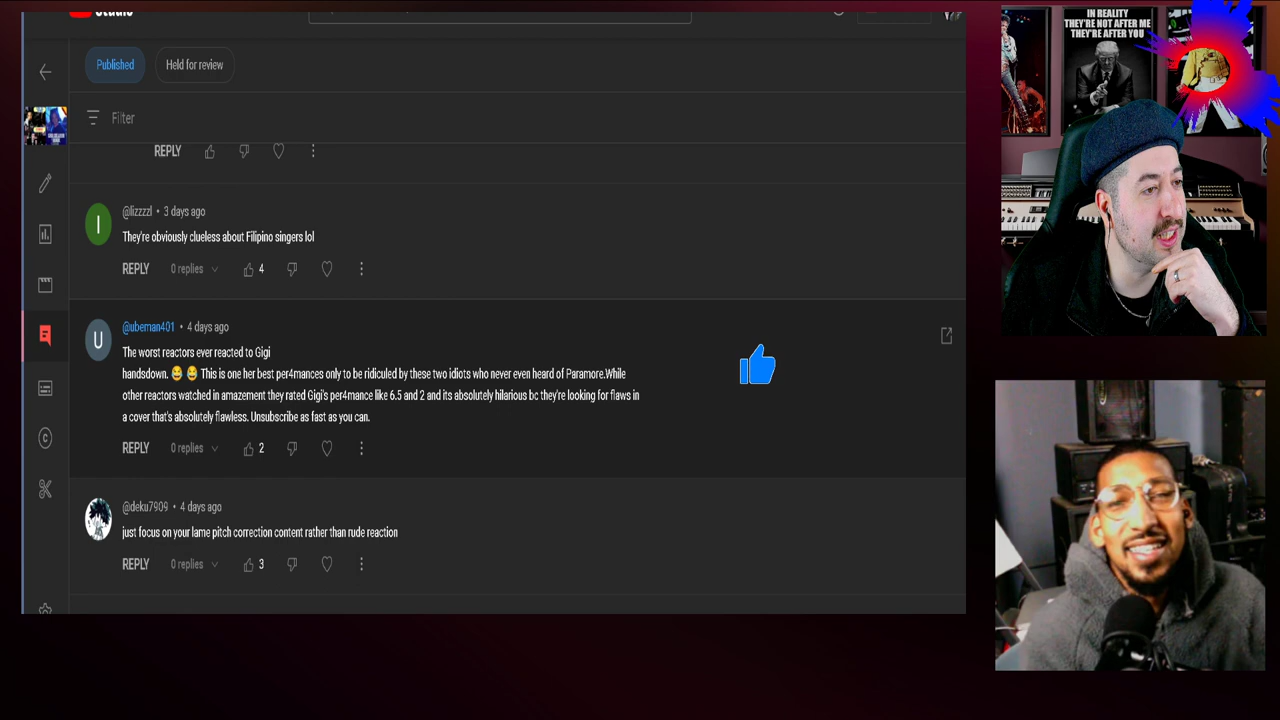 Studio
Published
Held for review
Filter
REPLY
@lizzzzl • 3 days ago
I
They're obviously clueless about Filipino singers lol
REPLY 0 replies 4
@ubeman401 • 4 days ago
U
The worst reactors ever reacted to Gigi
handsdown. 😂 😂 This is one her best per4mances only to be ridiculed by these two idiots who never even heard of Paramore.While
other reactors watched in amazement they rated Gigi's per4mance like 6.5 and 2 and its absolutely hilarious bc they're looking for flaws in
a cover that's absolutely flawless. Unsubscribe as fast as you can.
REPLY 0 replies 2
@deku7909 • 4 days ago
just focus on your lame pitch correction content rather than rude reaction
REPLY 0 replies 3
IN REALITY
THEY'RE NOT AFTER ME
THEY'RE AFTER YOU